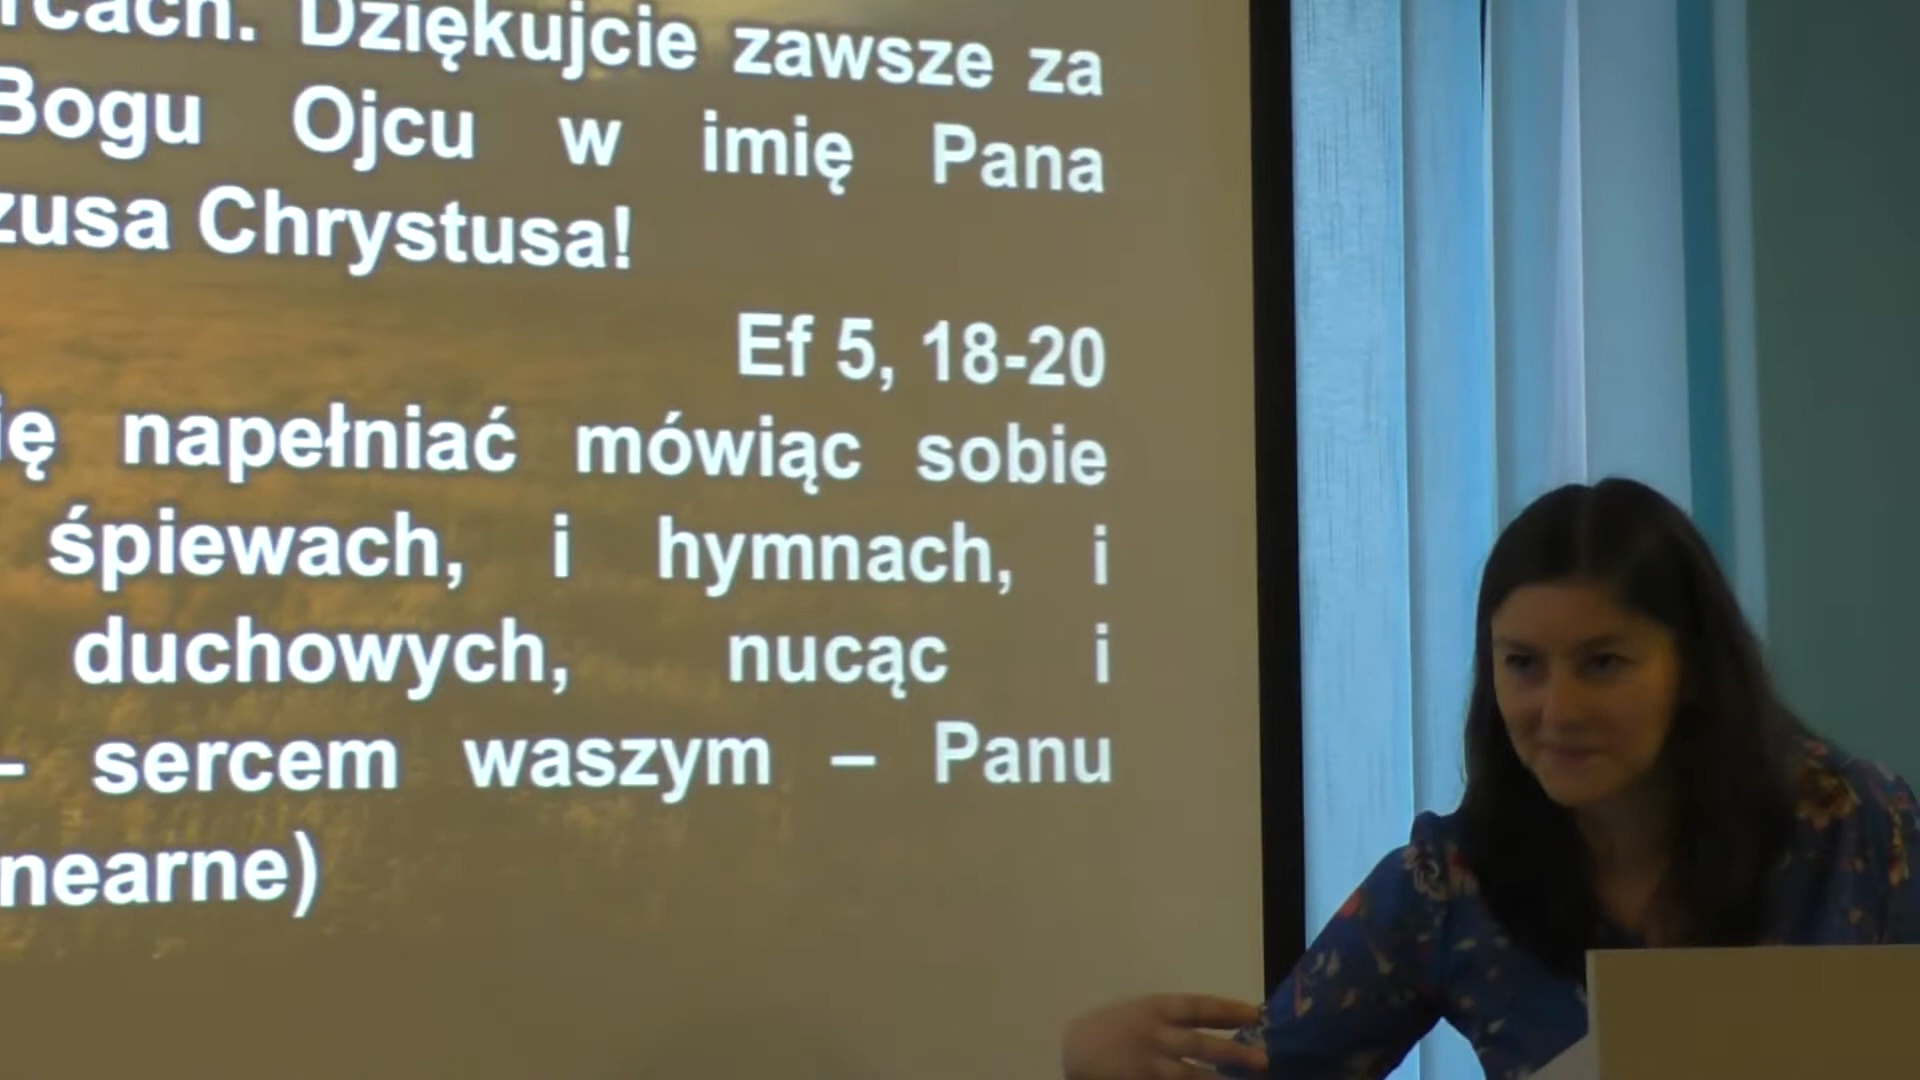 rcach. Dziękujcie zawsze za
Bogu Ojcu w imię Pana
zusa Chrystusa!
Ef 5, 18-20
ię napełniać mówiąc sobie
śpiewach, i hymnach, i
duchowych, nucąc i
– sercem waszym – Panu
nearne)